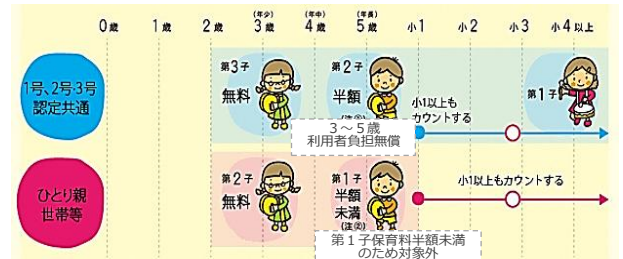 (年少) (年中) (年長)
0歳 1歳 2歳 3歳 4歳 5歳 小1 小2 小3 小4以上
1号、2号・3号
認定共通
第3子
無料
第2子
半額
(注②)
小1以上も
カウントする
第1子
3~5歳
利用者負担無償
ひとり親
世帯等
第2子
無料
第1子
半額
未満
(注②)
小1以上もカウントする
第1子保育料半額未満
のため対象外